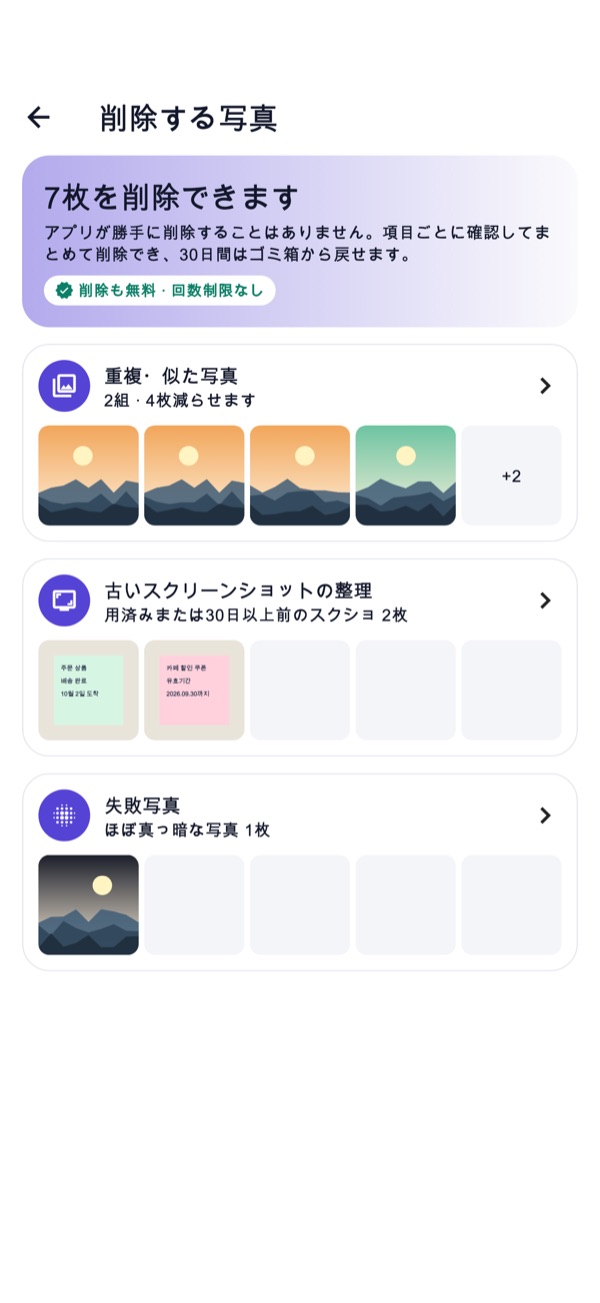 削除する写真
7枚を削除できます
アプリが勝手に削除することはありません。項目ごとに確認してま
とめて削除でき、30日間はゴミ箱から戻せます。
削除も無料・回数制限なし
重複・似た写真
2組・4枚減らせます
+2
古いスクリーンショットの整理
用済みまたは30日以上前のスクショ 2枚
주문 상품
배송 완료
10월 2일 도착
카페 할인 쿠폰
유효기간
2026.09.30까지
失敗写真
ほぼ真っ暗な写真 1枚